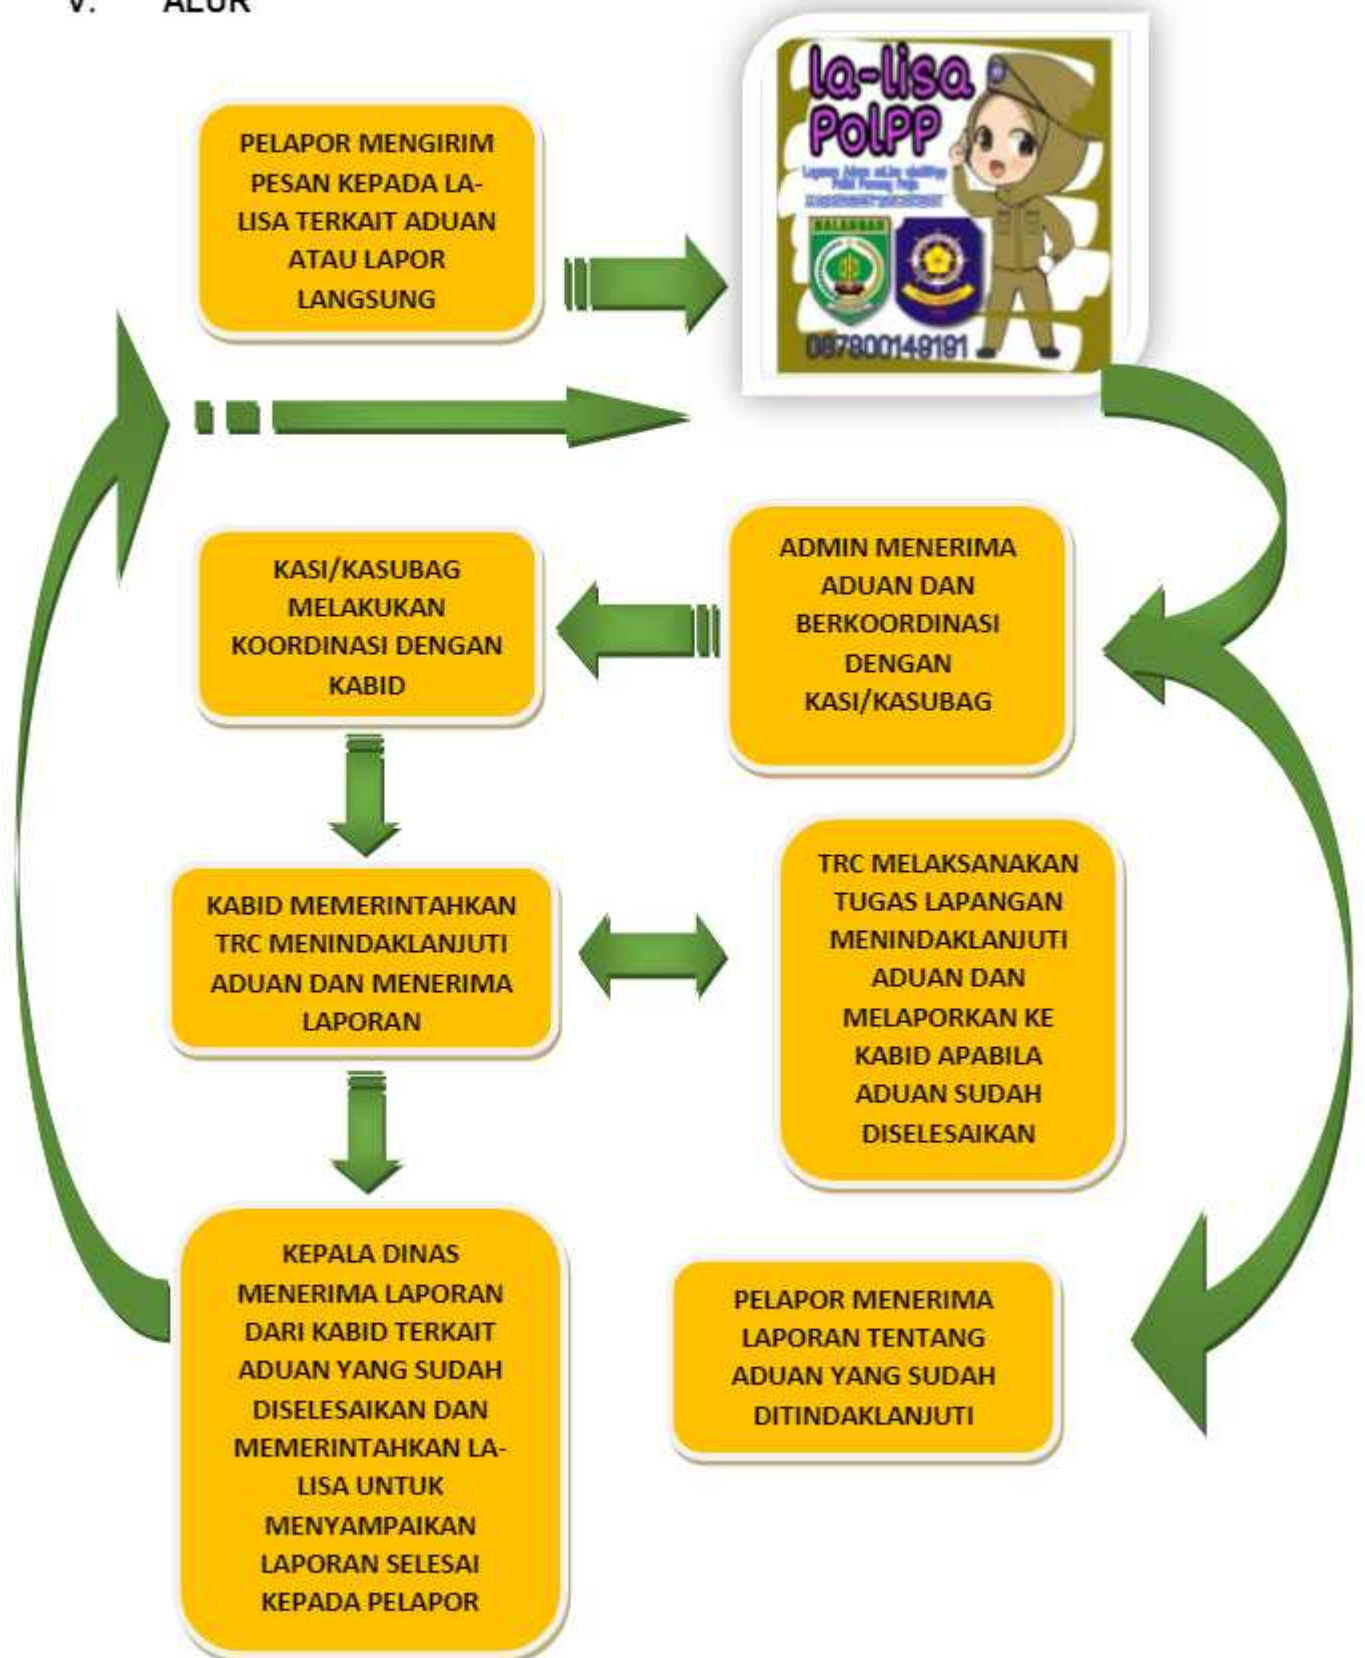 V. ALUR
PELAPOR MENGIRIM
PESAN KEPADA LA-
LISA TERKAIT ADUAN
ATAU LAPOR
LANGSUNG
la-lisa
PolPP
BALANGAN
087800149191
KASI/KASUBAG
MELAKUKAN
KOORDINASI DENGAN
KABID
ADMIN MENERIMA
ADUAN DAN
BERKOORDINASI
DENGAN
KASI/KASUBAG
KABID MEMERINTAHKAN
TRC MENINDAKLANJUTI
ADUAN DAN MENERIMA
LAPORAN
TRC MELAKSANAKAN
TUGAS LAPANGAN
MENINDAKLANJUTI
ADUAN DAN
MELAPORKAN KE
KABID APABILA
ADUAN SUDAH
DISELESAIKAN
KEPALA DINAS
MENERIMA LAPORAN
DARI KABID TERKAIT
ADUAN YANG SUDAH
DISELESAIKAN DAN
MEMERINTAHKAN LA-
LISA UNTUK
MENYAMPAIKAN
LAPORAN SELESAI
KEPADA PELAPOR
PELAPOR MENERIMA
LAPORAN TENTANG
ADUAN YANG SUDAH
DITINDAKLANJUTI